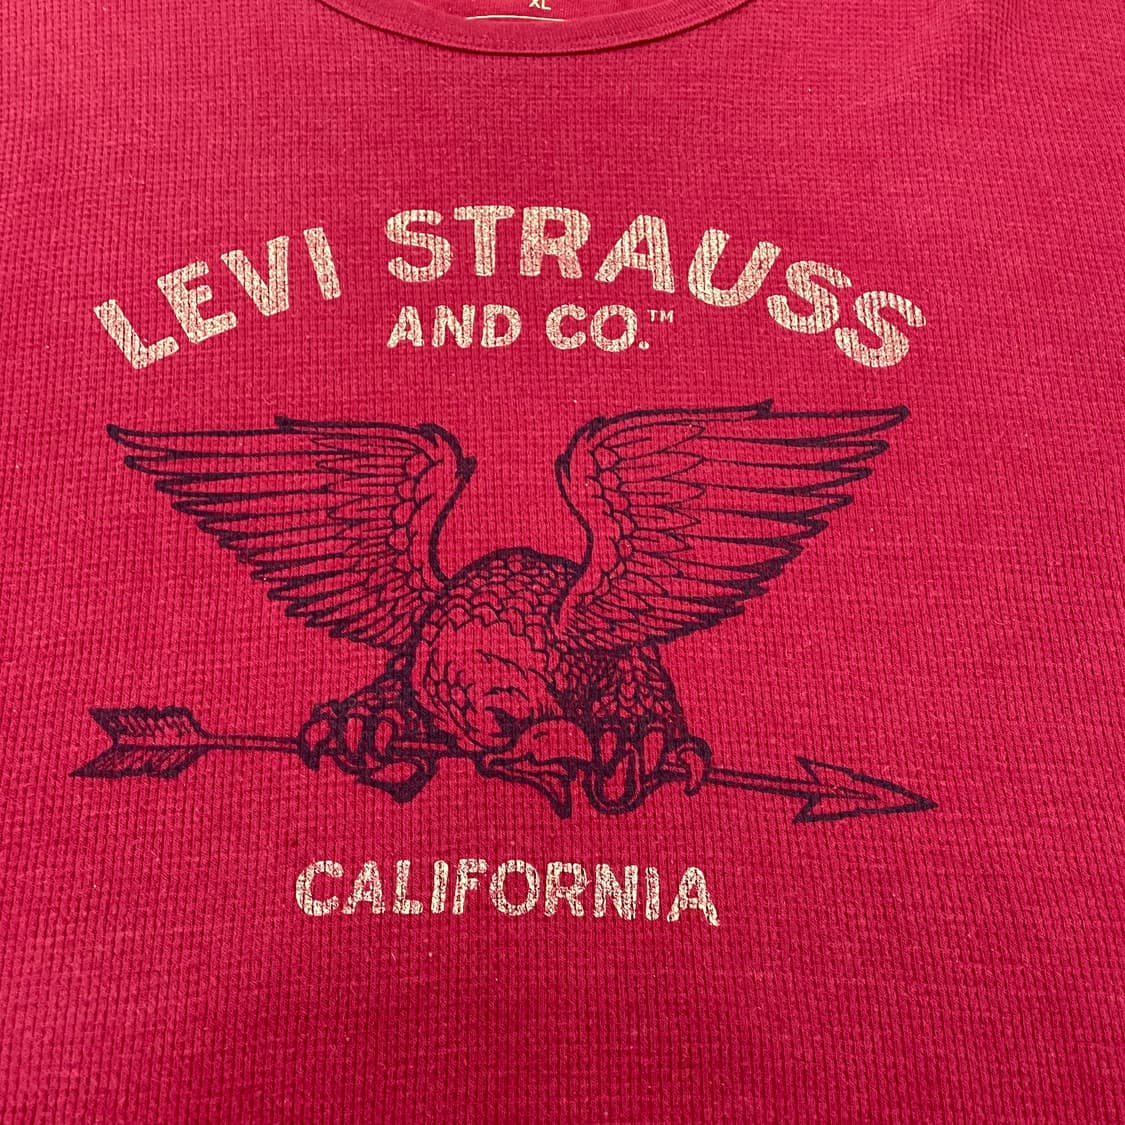 XL
LEVI STRAUSS
AND CO.™
CALIFORNIA